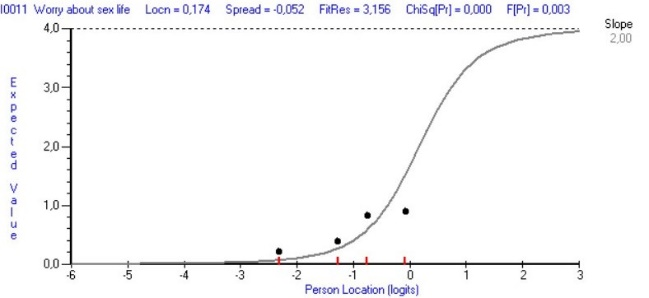 I0011 Worry about sex life Locn = 0,174 Spread = -0,052 FitRes = 3,156 ChiSq[Pr] = 0,000 F[Pr] = 0,003
Slope
2,00
4,0
3,0
2,0
1,0
0,0
Expected Value
-6 -5 -4 -3 -2 -1 0 1 2 3
Person Location (logits)